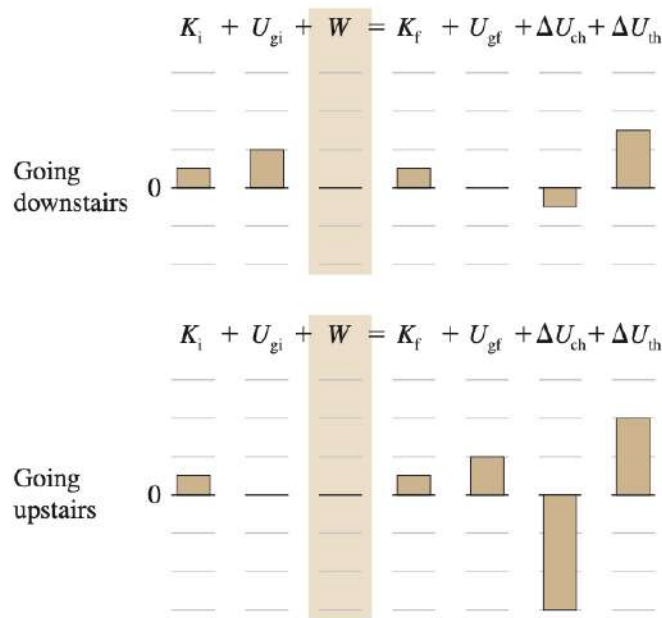 K_i + U_gi + W = K_f + U_gf + ΔU_ch + ΔU_th
Going
downstairs
0
K_i + U_gi + W = K_f + U_gf + ΔU_ch + ΔU_th
Going
upstairs
0